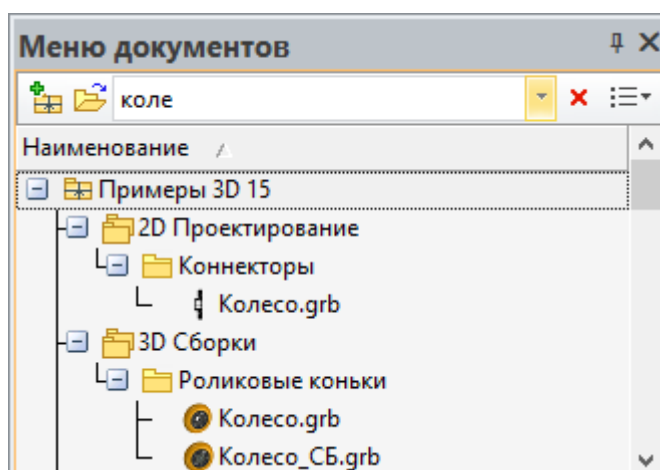 Меню документов
коле
Наименование
Примеры 3D 15
2D Проектирование
Коннекторы
Колесо.grb
3D Сборки
Роликовые коньки
Колесо.grb
Колесо_СБ.grb